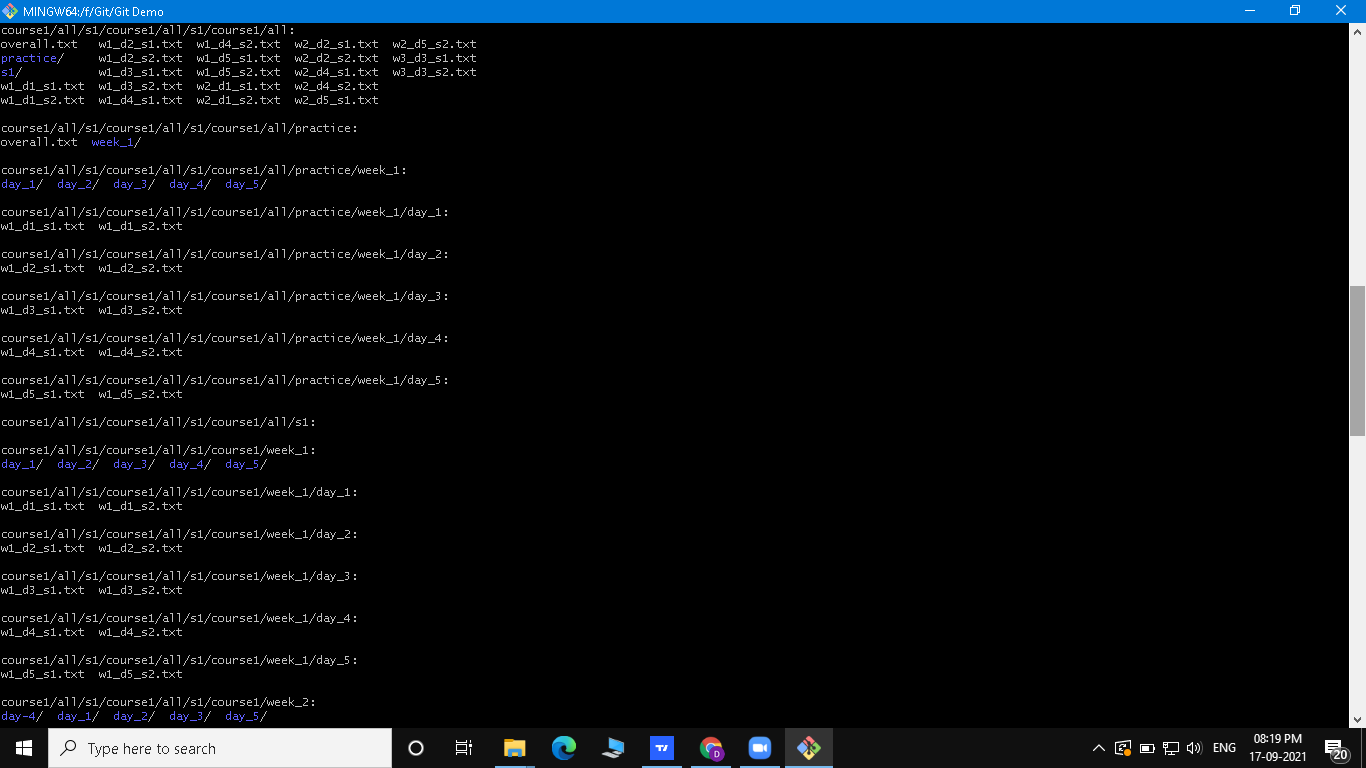 MINGW64:/f/Git/Git Demo
course1/all/s1/course1/all/s1/course1/all:
overall.txt  w1_d2_s1.txt  w1_d4_s2.txt  w2_d2_s1.txt  w2_d5_s2.txt
practice/  w1_d2_s2.txt  w1_d5_s1.txt  w2_d2_s2.txt  w3_d3_s1.txt
s1/  w1_d3_s1.txt  w1_d5_s2.txt  w2_d4_s1.txt  w3_d3_s2.txt
w1_d1_s1.txt  w1_d3_s2.txt  w2_d1_s1.txt  w2_d4_s2.txt
w1_d1_s2.txt  w1_d4_s1.txt  w2_d1_s2.txt  w2_d5_s1.txt
course1/all/s1/course1/all/s1/course1/all/practice:
overall.txt  week_1/
course1/all/s1/course1/all/s1/course1/all/practice/week_1:
day_1/  day_2/  day_3/  day_4/  day_5/
course1/all/s1/course1/all/s1/course1/all/practice/week_1/day_1:
w1_d1_s1.txt  w1_d1_s2.txt
course1/all/s1/course1/all/s1/course1/all/practice/week_1/day_2:
w1_d2_s1.txt  w1_d2_s2.txt
course1/all/s1/course1/all/s1/course1/all/practice/week_1/day_3:
w1_d3_s1.txt  w1_d3_s2.txt
course1/all/s1/course1/all/s1/course1/all/practice/week_1/day_4:
w1_d4_s1.txt  w1_d4_s2.txt
course1/all/s1/course1/all/s1/course1/all/practice/week_1/day_5:
w1_d5_s1.txt  w1_d5_s2.txt
course1/all/s1/course1/all/s1/course1/all/s1:
course1/all/s1/course1/all/s1/course1/week_1:
day_1/  day_2/  day_3/  day_4/  day_5/
course1/all/s1/course1/all/s1/course1/week_1/day_1:
w1_d1_s1.txt  w1_d1_s2.txt
course1/all/s1/course1/all/s1/course1/week_1/day_2:
w1_d2_s1.txt  w1_d2_s2.txt
course1/all/s1/course1/all/s1/course1/week_1/day_3:
w1_d3_s1.txt  w1_d3_s2.txt
course1/all/s1/course1/all/s1/course1/week_1/day_4:
w1_d4_s1.txt  w1_d4_s2.txt
course1/all/s1/course1/all/s1/course1/week_1/day_5:
w1_d5_s1.txt  w1_d5_s2.txt
course1/all/s1/course1/all/s1/course1/week_2:
day-4/  day_1/  day_2/  day_3/  day_5/
Type here to search
D
ENG
08:19 PM
17-09-2021
20